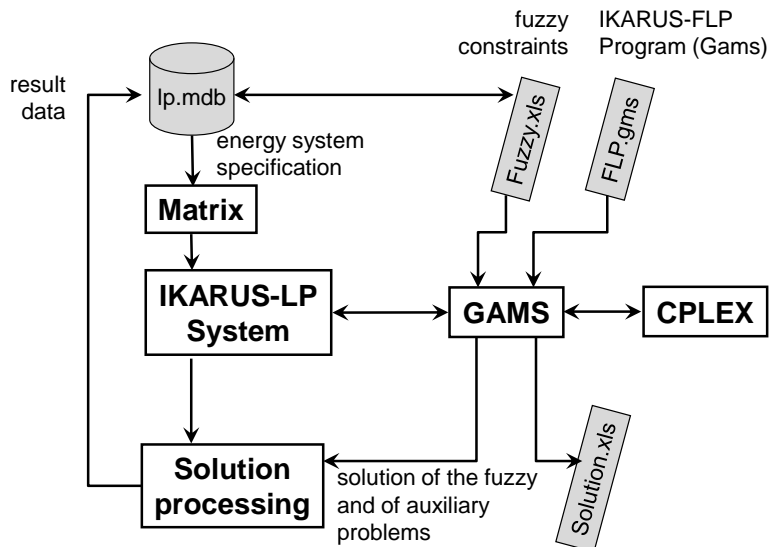 fuzzy
constraints
IKARUS-FLP
Program (Gams)
result
data
lp.mdb
Fuzzy.xls
FLP.gms
energy system
specification
Matrix
IKARUS-LP
System
GAMS
CPLEX
Solution
processing
solution of the fuzzy
and of auxiliary
problems
Solution.xls